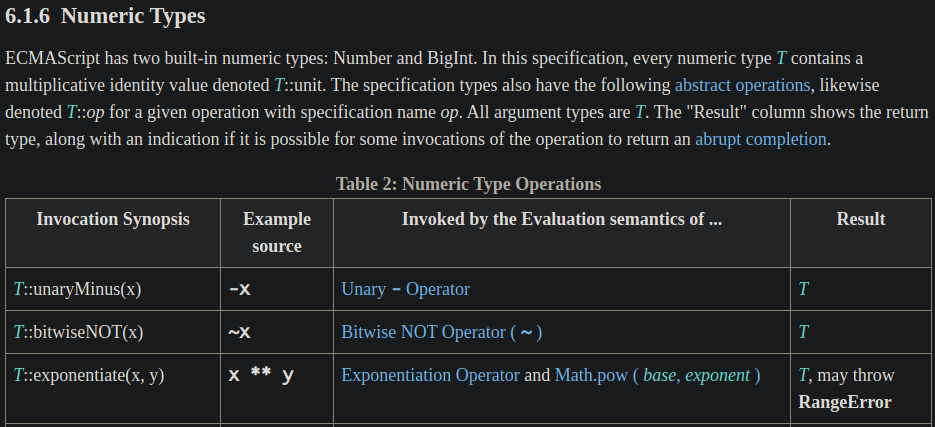 6.1.6 Numeric Types
ECMAScript has two built-in numeric types: Number and BigInt. In this specification, every numeric type T contains a
multiplicative identity value denoted T::unit. The specification types also have the following abstract operations, likewise
denoted T::op for a given operation with specification name op. All argument types are T. The "Result" column shows the return
type, along with an indication if it is possible for some invocations of the operation to return an abrupt completion.
Table 2: Numeric Type Operations
Invocation Synopsis Example source Invoked by the Evaluation semantics of ... Result
T::unaryMinus(x) -x Unary - Operator T
T::bitwiseNOT(x) ~x Bitwise NOT Operator ( ~ ) T
T::exponentiate(x, y) x ** y Exponentiation Operator and Math.pow ( base, exponent ) T, may throw
RangeError